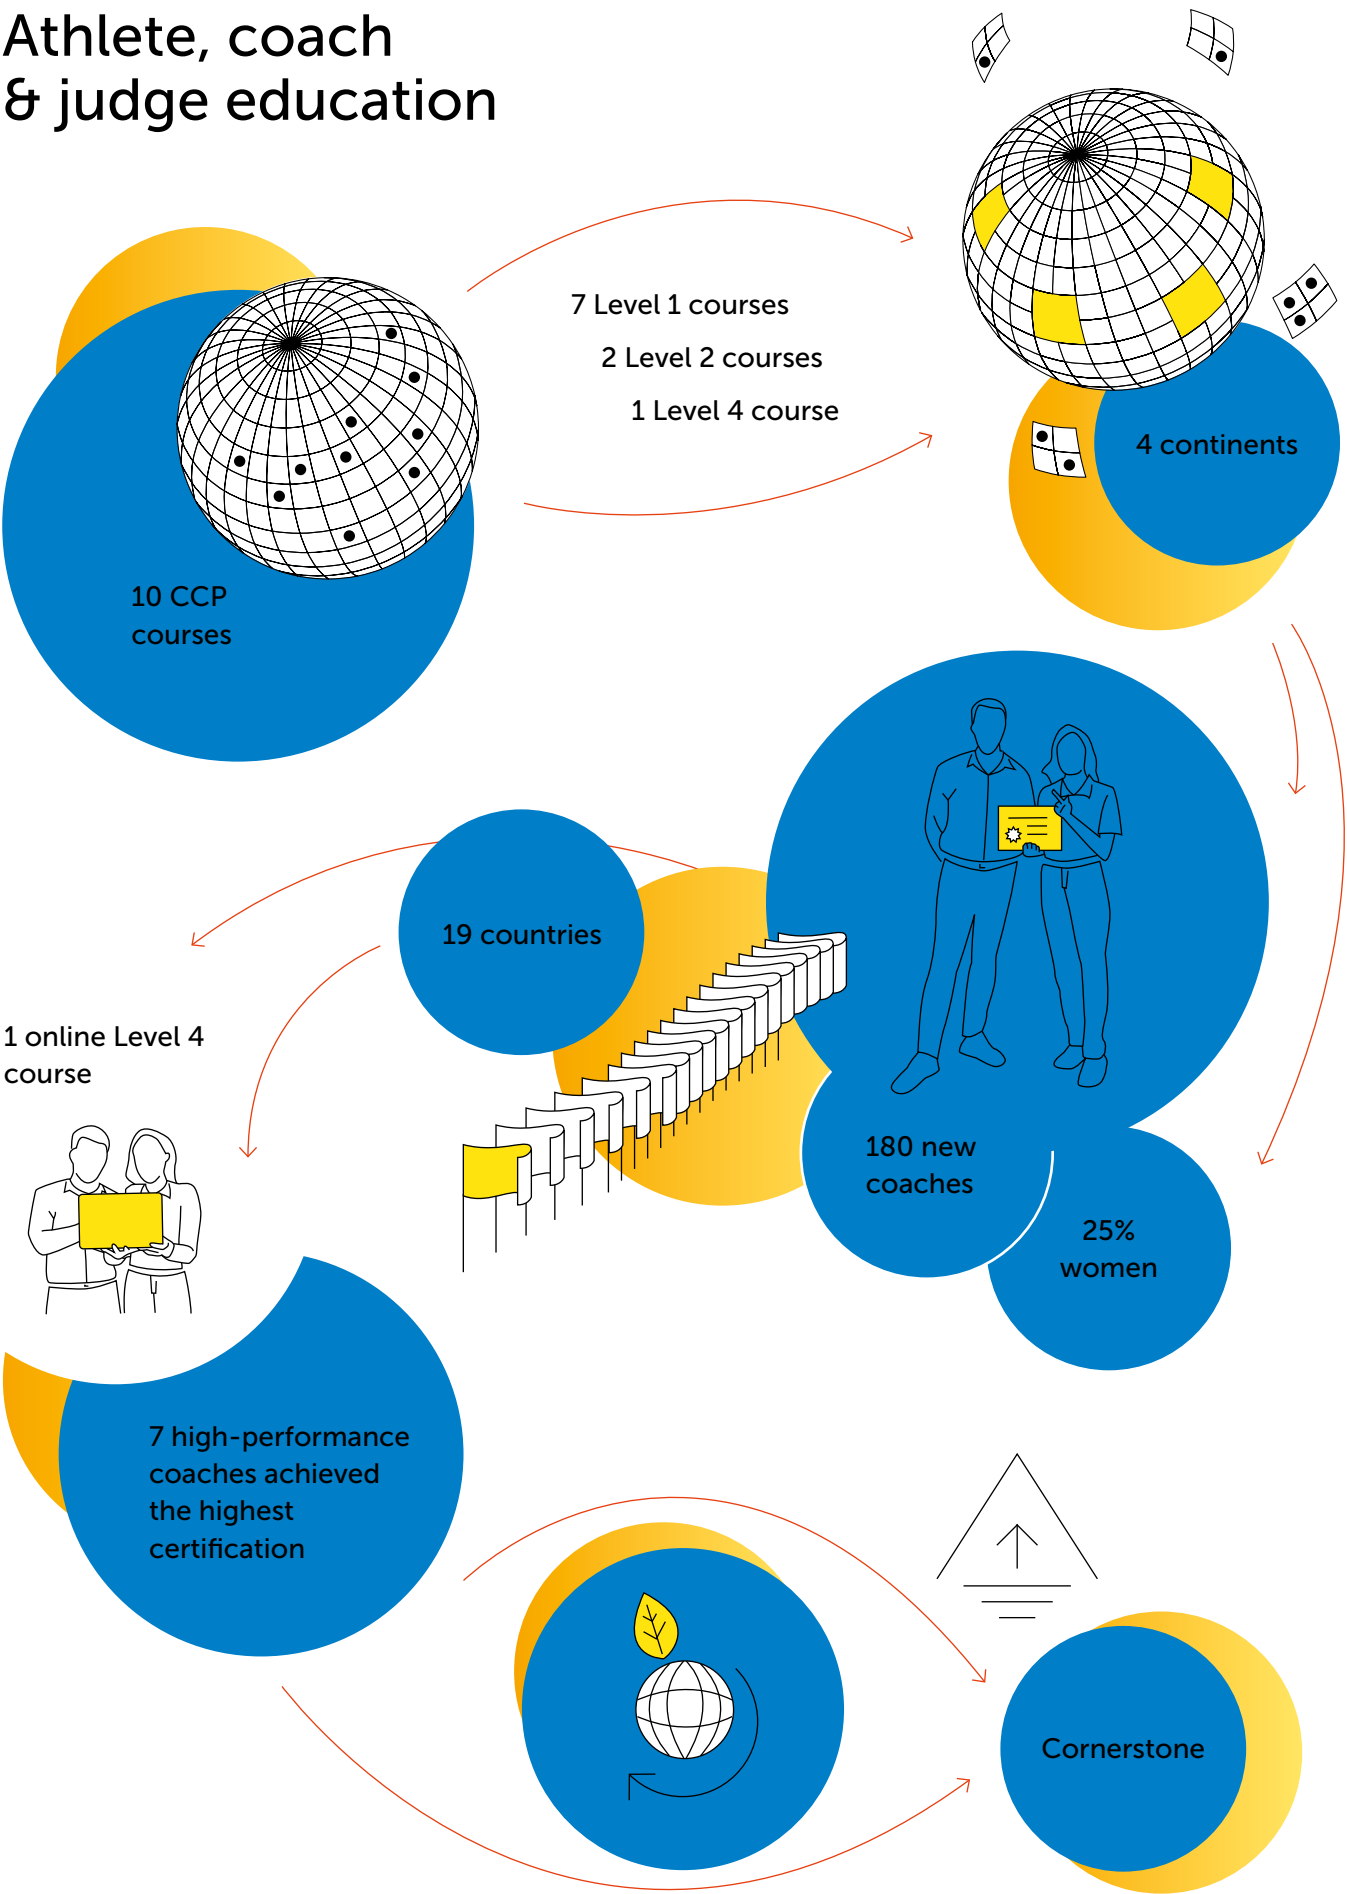 Athlete, coach
& judge education
7 Level 1 courses
2 Level 2 courses
1 Level 4 course
4 continents
10 CCP
courses
19 countries
1 online Level 4
course
180 new
coaches
25%
women
7 high-performance
coaches achieved
the highest
certification
Cornerstone